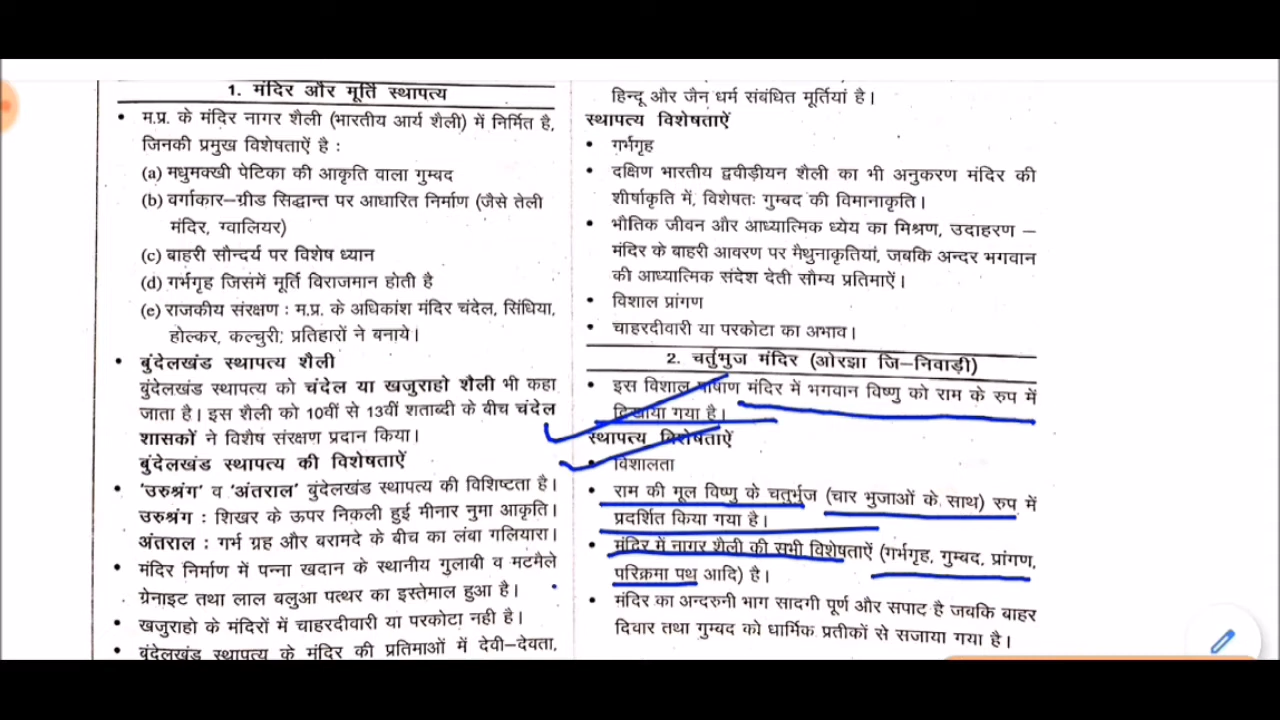 1. मंदिर और मूर्ति स्थापत्य
• म.प्र. के मंदिर नागर शैली (भारतीय आर्य शैली) में निर्मित है,
जिनकी प्रमुख विशेषताऐं है :
(a) मधुमक्खी पेटिका की आकृति वाला गुम्बद
(b) वर्गाकार–ग्रीड सिद्धान्त पर आधारित निर्माण (जैसे तेली
मंदिर, ग्वालियर)
(c) बाहरी सौन्दर्य पर विशेष ध्यान
(d) गर्भगृह जिसमें मूर्ति विराजमान होती है
(e) राजकीय संरक्षण : म.प्र. के अधिकांश मंदिर चंदेल, सिंधिया,
होल्कर, कल्चुरी; प्रतिहारों ने बनाये।
• बुंदेलखंड स्थापत्य शैली
बुंदेलखंड स्थापत्य को चंदेल या खजुराहो शैली भी कहा
जाता है। इस शैली को 10वीं से 13वीं शताब्दी के बीच चंदेल
शासकों ने विशैष संरक्षण प्रदान किया।
बुंदेलखंड स्थापत्य की विशेषताऐं
• 'उरुश्रंग' व 'अंतराल' बुंदेलखंड स्थापत्य की विशिष्टता है।
उरुश्रंग : शिखर के ऊपर निकली हुई मीनार नुमा आकृति।
अंतराल : गर्भ ग्रह और बरामदे के बीच का लंबा गलियारा।
• मंदिर निर्माण में पन्ना खदान के स्थानीय गुलाबी व मटमैले
ग्रेनाइट तथा लाल बलुआ पत्थर का इस्तेमाल हुआ है।
• खजुराहो के मंदिरों में चाहरदीवारी या परकोटा नही है।
• बुंदेलखंड स्थापत्य के मंदिर की प्रतिमाओं में देवी–देवता,
हिन्दू और जैन धर्म संबंधित मूर्तियां है।
स्थापत्य विशेषताऐं
• गर्भगृह
• दक्षिण भारतीय द्रवीड़ीयन शैली का भी अनुकरण मंदिर की
शीर्षाकृति में, विशेषतः गुम्बद की विमानाकृति।
• भौतिक जीवन और आध्यात्मिक ध्येय का मिश्रण, उदाहरण –
मंदिर के बाहरी आवरण पर मैथुनाकृतियां, जबकि अन्दर भगवान
की आध्यात्मिक संदेश देती सौम्य प्रतिमाऐं।
• विशाल प्रांगण
• चाहरदीवारी या परकोटा का अभाव।
2. चर्तुभुज मंदिर (ओरझा जि–निवाड़ी)
• इस विशाल पाषाण मंदिर में भगवान विष्णु को राम के रुप में
दिखाया गया है।
स्थापत्य विशेषताऐं
• विशालता
• राम की मूल विष्णु के चतुर्भुज (चार भुजाओं के साथ) रुप में
प्रदर्शित किया गया है।
• मंदिर में नागर शैली की सभी विशेषताऐं (गर्भगृह, गुम्बद, प्रांगण,
परिक्रमा पथ आदि) है।
• मंदिर का अन्दरुनी भाग सादगी पूर्ण और सपाट है जबकि बाहर
दिवार तथा गुम्बद को धार्मिक प्रतीकों से सजाया गया है।